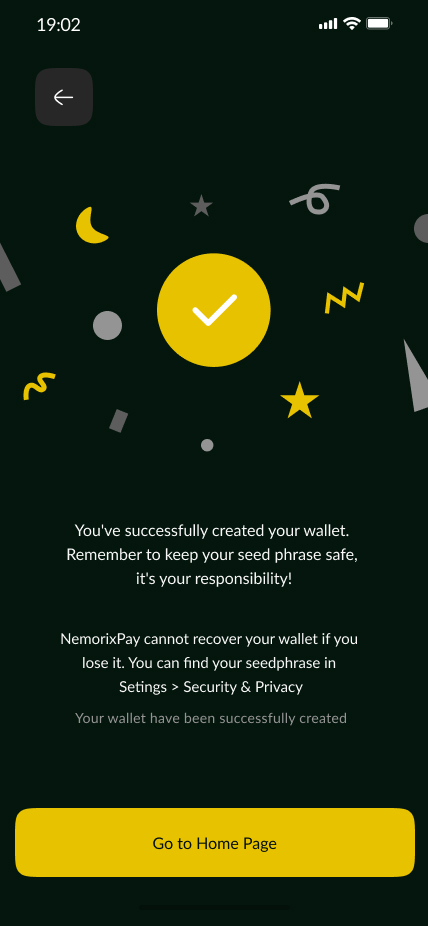 19:02
You've successfully created your wallet.
Remember to keep your seed phrase safe,
it's your responsibility!
NemorixPay cannot recover your wallet if you
lose it. You can find your seedphrase in
Setings > Security & Privacy
Your wallet have been successfully created
Go to Home Page